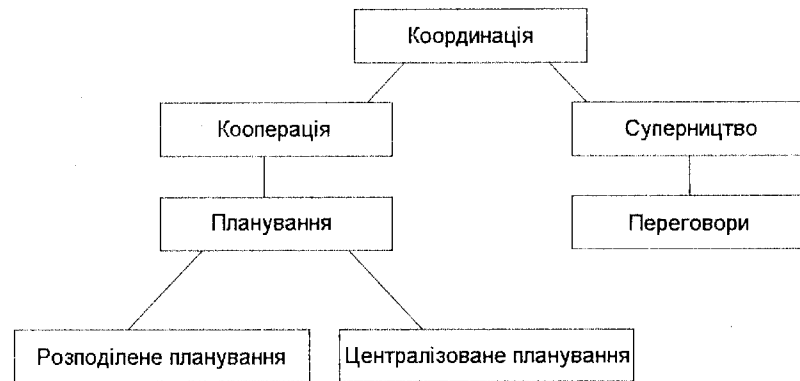 Координація
Кооперація
Суперництво
Планування
Переговори
Розподілене планування
Централізоване планування